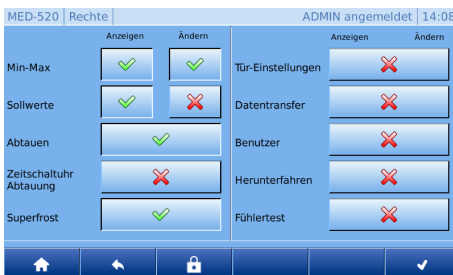 MED-520 Rechte ADMIN angemeldet 14:08
Anzeigen Ändern
Min-Max
Sollwerte
Abtauen
Zeitschaltuhr
Abtauung
Superfrost
Anzeigen Ändern
Tür-Einstellungen
Datentransfer
Benutzer
Herunterfahren
Fühlertest